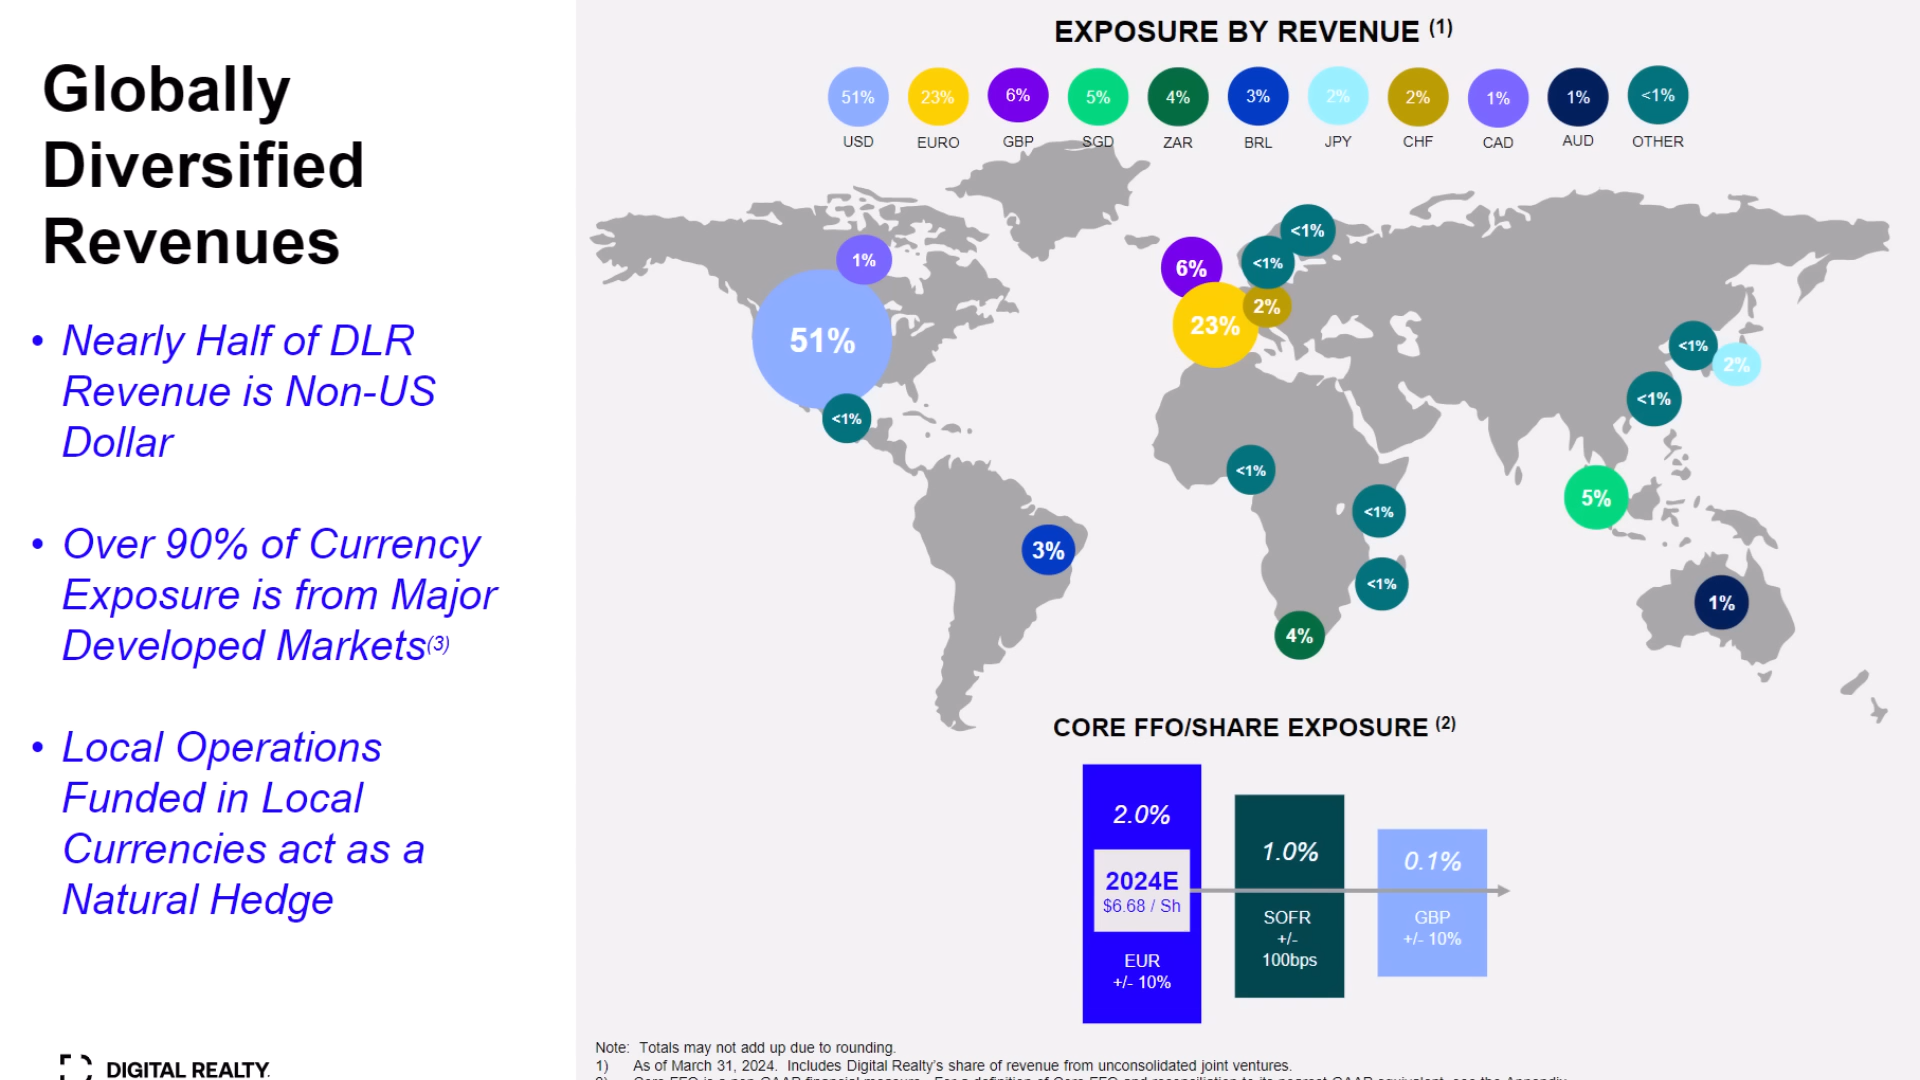 Globally
Diversified
Revenues
• Nearly Half of DLR
Revenue is Non-US
Dollar
• Over 90% of Currency
Exposure is from Major
Developed Markets(3)
• Local Operations
Funded in Local
Currencies act as a
Natural Hedge
DIGITAL REALTY
EXPOSURE BY REVENUE (1)
51% 23% 6% 5% 4% 3% 2% 2% 1% 1% <1%
USD EURO GBP SGD ZAR BRL JPY CHF CAD AUD OTHER
<1%
1% 6% <1%
2%
51% 23%
<1% 2%
<1%
<1%
<1%
5%
<1%
3%
<1%
1%
4%
CORE FFO/SHARE EXPOSURE (2)
2.0%
2024E
$6.68 / Sh
EUR
+/- 10%
1.0%
SOFR
+/-
100bps
0.1%
GBP
+/- 10%
Note: Totals may not add up due to rounding.
1) As of March 31, 2024. Includes Digital Realty's share of revenue from unconsolidated joint ventures.